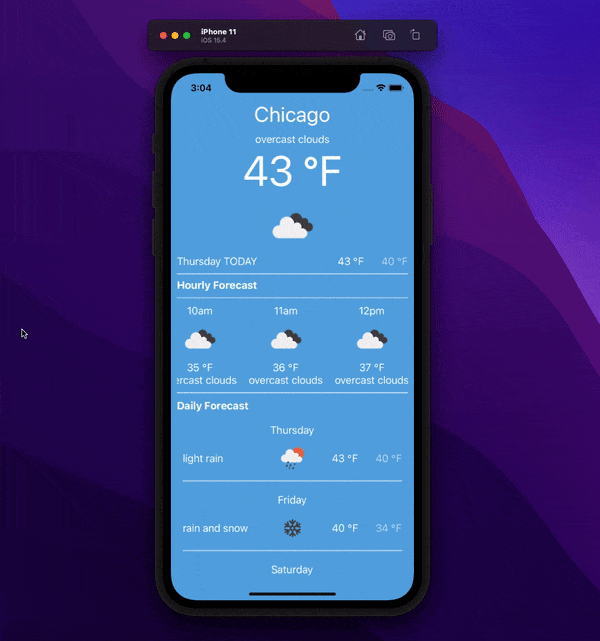 iPhone 11
iOS 15.4
3:04
Chicago
overcast clouds
43 °F
Thursday TODAY 43 °F 40 °F
Hourly Forecast
10am 11am 12pm
35 °F 36 °F 37 °F
ercast clouds overcast clouds overcast clouds
Daily Forecast
Thursday
light rain 43 °F 40 °F
Friday
rain and snow 40 °F 34 °F
Saturday